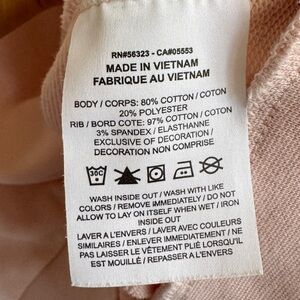 RN#56323 - CA#05553
MADE IN VIETNAM
FABRIQUE AU VIETNAM
BODY / CORPS: 80% COTTON / COTON
20% POLYESTER
RIB / BORD COTE: 97% COTTON / COTON
3% SPANDEX / ELASTHANNE
EXCLUSIVE OF DECORATION /
DECORATION NON COMPRISE
30C
WASH INSIDE OUT / WASH WITH LIKE
COLORS / REMOVE IMMEDIATELY / DO NOT
ALLOW TO LAY ON ITSELF WHEN WET / IRON
INSIDE OUT
LAVER A L'ENVERS / LAVER AVEC COULEURS
SIMILAIRES / ENLEVER IMMEDIATEMENT / NE
PAS LAISSER LE VÊTEMENT PLIÉ LORSQU'IL
EST MOUILLÉ / REPASSER A L'ENVERS